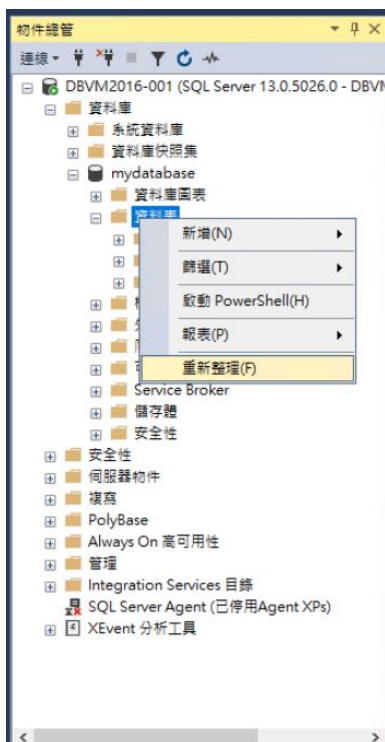 物件總管
連線
DBVM2016-001 (SQL Server 13.0.5026.0 - DBVM
資料庫
系統資料庫
資料庫快照集
mydatabase
資料庫圖表
資料表
新增(N)
篩選(T)
啟動 PowerShell(H)
報表(P)
重新整理(F)
Service Broker
儲存體
安全性
安全性
伺服器物件
複寫
PolyBase
Always On 高可用性
管理
Integration Services 目錄
SQL Server Agent (已停用Agent XPs)
XEvent 分析工具